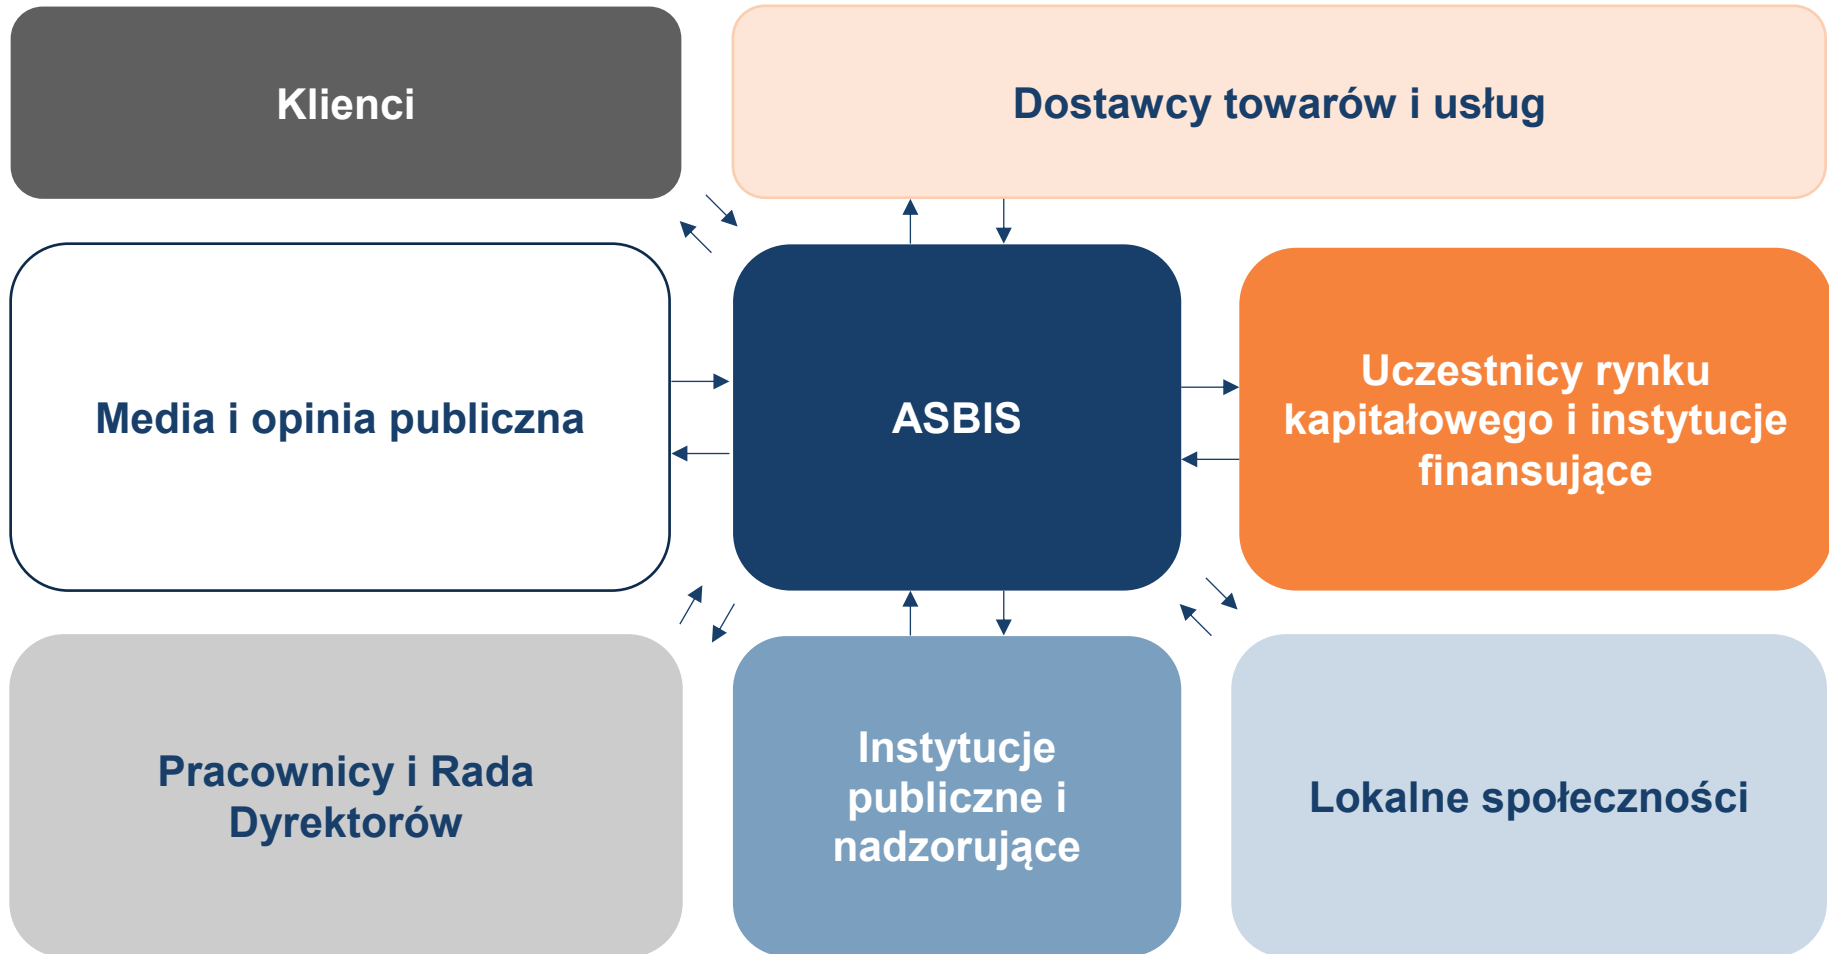 Klienci
Dostawcy towarów i usług
Media i opinia publiczna
ASBIS
Uczestnicy rynku
kapitałowego i instytucje
finansujące
Pracownicy i Rada
Dyrektorów
Instytucje
publiczne i
nadzorujące
Lokalne społeczności